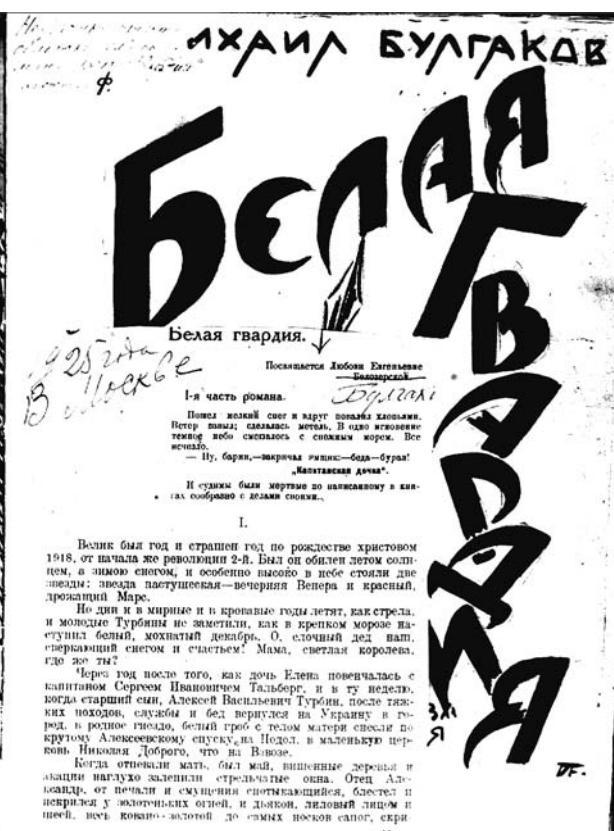 МИХАИЛ БУЛГАКОВ
БЕЛАЯ
ГВАРДИЯ
Белая гвардия.
1925 года
В Москве
Посвящается Любови Евгеньевне
Белозерской
1-я часть романа.
Пошел мелкий снег и вдруг повалил хлопьями.
Ветер завыл; сделалась метель. В одно мгновение
темное небо смешалось с снежным морем. Все
исчезло.
— Ну, барин,—закричал ямщик:—беда—буран!
„Капитанская дочка“.
И судимы были мертвые по написанному в кни-
гах сообразно с делами своими..
I.
Велик был год и страшен год по рождестве христовом
1918, от начала же революции 2-й. Был он обилен летом солн-
цем, а зимою снегом, и особенно высоко в небе стояли две
звезды: звезда пастушеская—вечерняя Венера и красный,
дрожащий Марс.
Но дни и в мирные и в кровавые годы летят, как стрела,
и молодые Турбины не заметили, как в крепком морозе на-
ступил белый, мохнатый декабрь. О, елочный дед наш,
сверкающий снегом и счастьем! Мама, светлая королева,
где же ты?
Через год после того, как дочь Елена повенчалась с
капитаном Сергеем Ивановичем Тальберг, и в ту неделю,
когда старший сын, Алексей Васильевич Турбин, после тяж-
ких походов, службы и бед вернулся на Украину в го-
род, в родное гнездо, белый гроб с телом матери снесли по
крутому Алексеевскому спуску на Подол, в маленькую цер-
ковь Николая Доброго, что на Взвозе.
Когда отпевали мать, был май, вишневые деревья и
акации наглухо залепили стрельчатые окна. Отец Але-
ксандр, от печали и смущения спотыкающийся, блестел и
искрился у золотеньких огней, и дьякон, лиловый лицом и
шеей, весь ковано-золотой до самых носков сапог, скри-